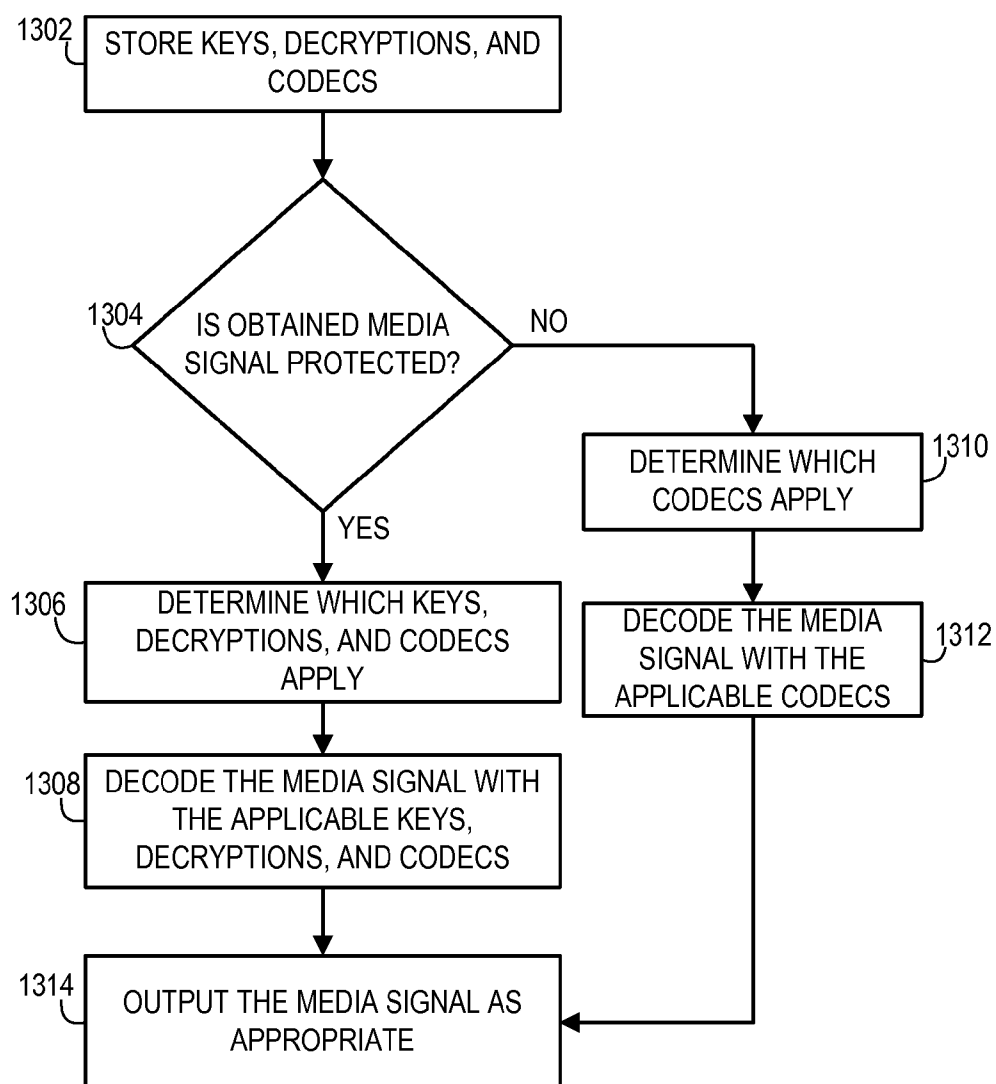 1302
STORE KEYS, DECRYPTIONS, AND
CODECS
1304
IS OBTAINED MEDIA
SIGNAL PROTECTED?
NO
YES
1310
DETERMINE WHICH
CODECS APPLY
1306
DETERMINE WHICH KEYS,
DECRYPTIONS, AND CODECS
APPLY
1312
DECODE THE MEDIA
SIGNAL WITH THE
APPLICABLE CODECS
1308
DECODE THE MEDIA SIGNAL WITH
THE APPLICABLE KEYS,
DECRYPTIONS, AND CODECS
1314
OUTPUT THE MEDIA SIGNAL AS
APPROPRIATE